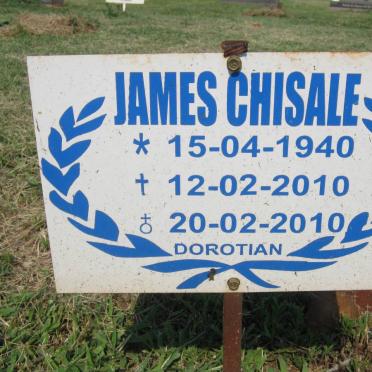 JAMES CHISALE
* 15-04-1940
✝ 12-02-2010
♁ 20-02-2010
DOROTIAN